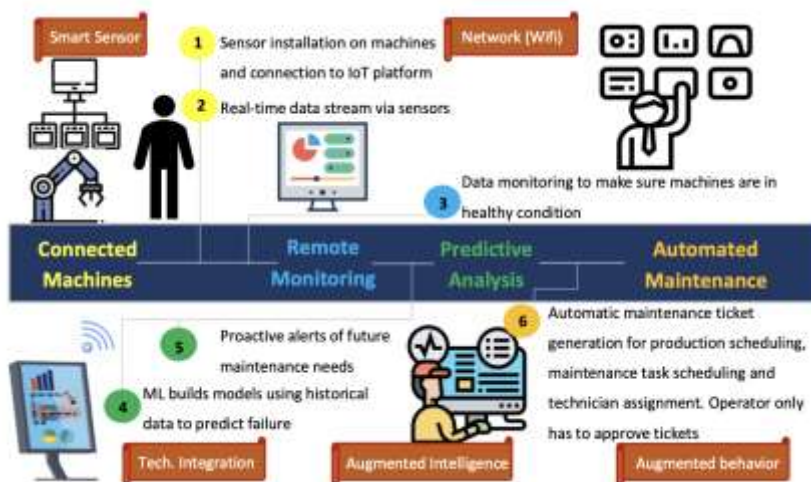 Smart Sensor
1
Sensor installation on machines
and connection to IoT platform
Network (Wifi)
2
Real-time data stream via sensors
3
Data monitoring to make sure machines are in
healthy condition
Connected
Machines
Remote
Monitoring
Predictive
Analysis
Automated
Maintenance
5
Proactive alerts of future
maintenance needs
4
ML builds models using historical
data to predict failure
6
Automatic maintenance ticket
generation for production scheduling,
maintenance task scheduling and
technician assignment. Operator only
has to approve tickets
Tech. Integration
Augmented Intelligence
Augmented behavior